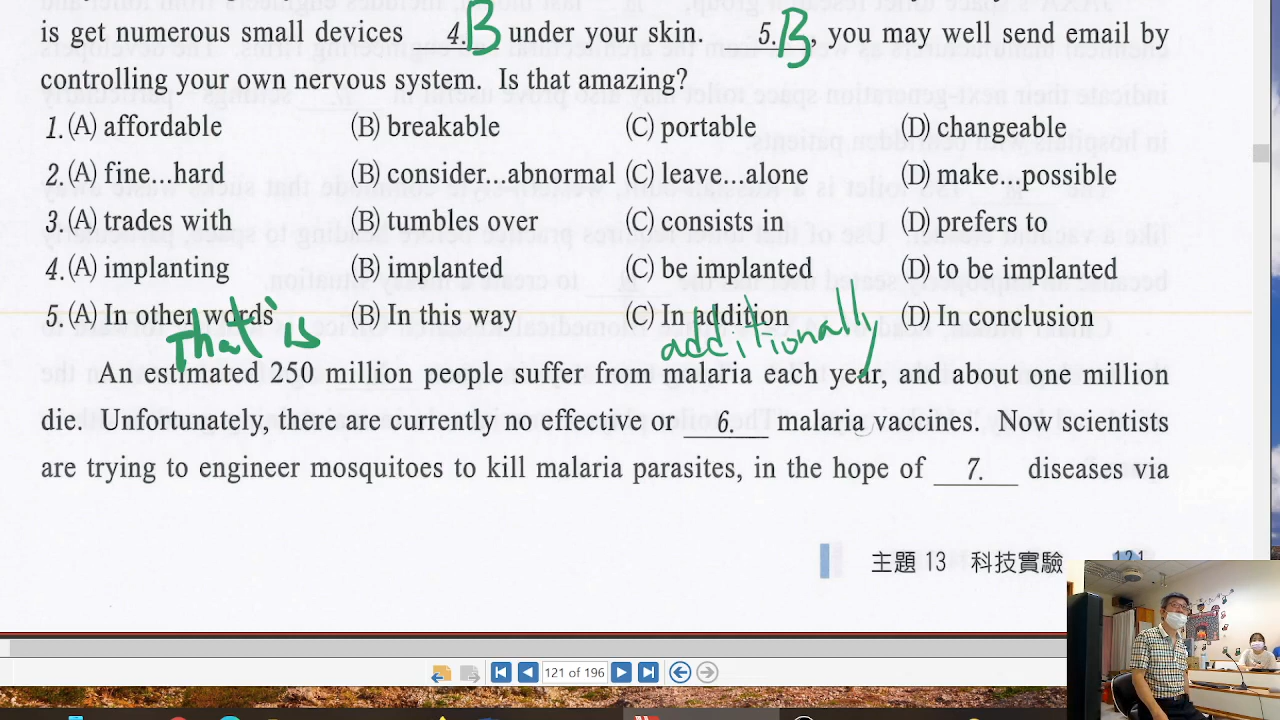 is get numerous small devices 4. B under your skin. 5. B, you may well send email by
controlling your own nervous system. Is that amazing?
1. (A) affordable (B) breakable (C) portable (D) changeable
2. (A) fine...hard (B) consider...abnormal (C) leave...alone (D) make...possible
3. (A) trades with (B) tumbles over (C) consists in (D) prefers to
4. (A) implanting (B) implanted (C) be implanted (D) to be implanted
5. (A) In other words (B) In this way (C) In addition (D) In conclusion
that is additionally
An estimated 250 million people suffer from malaria each year, and about one million
die. Unfortunately, there are currently no effective or 6. malaria vaccines. Now scientists
are trying to engineer mosquitoes to kill malaria parasites, in the hope of 7. diseases via
主題 13 科技實驗 121
121 of 196